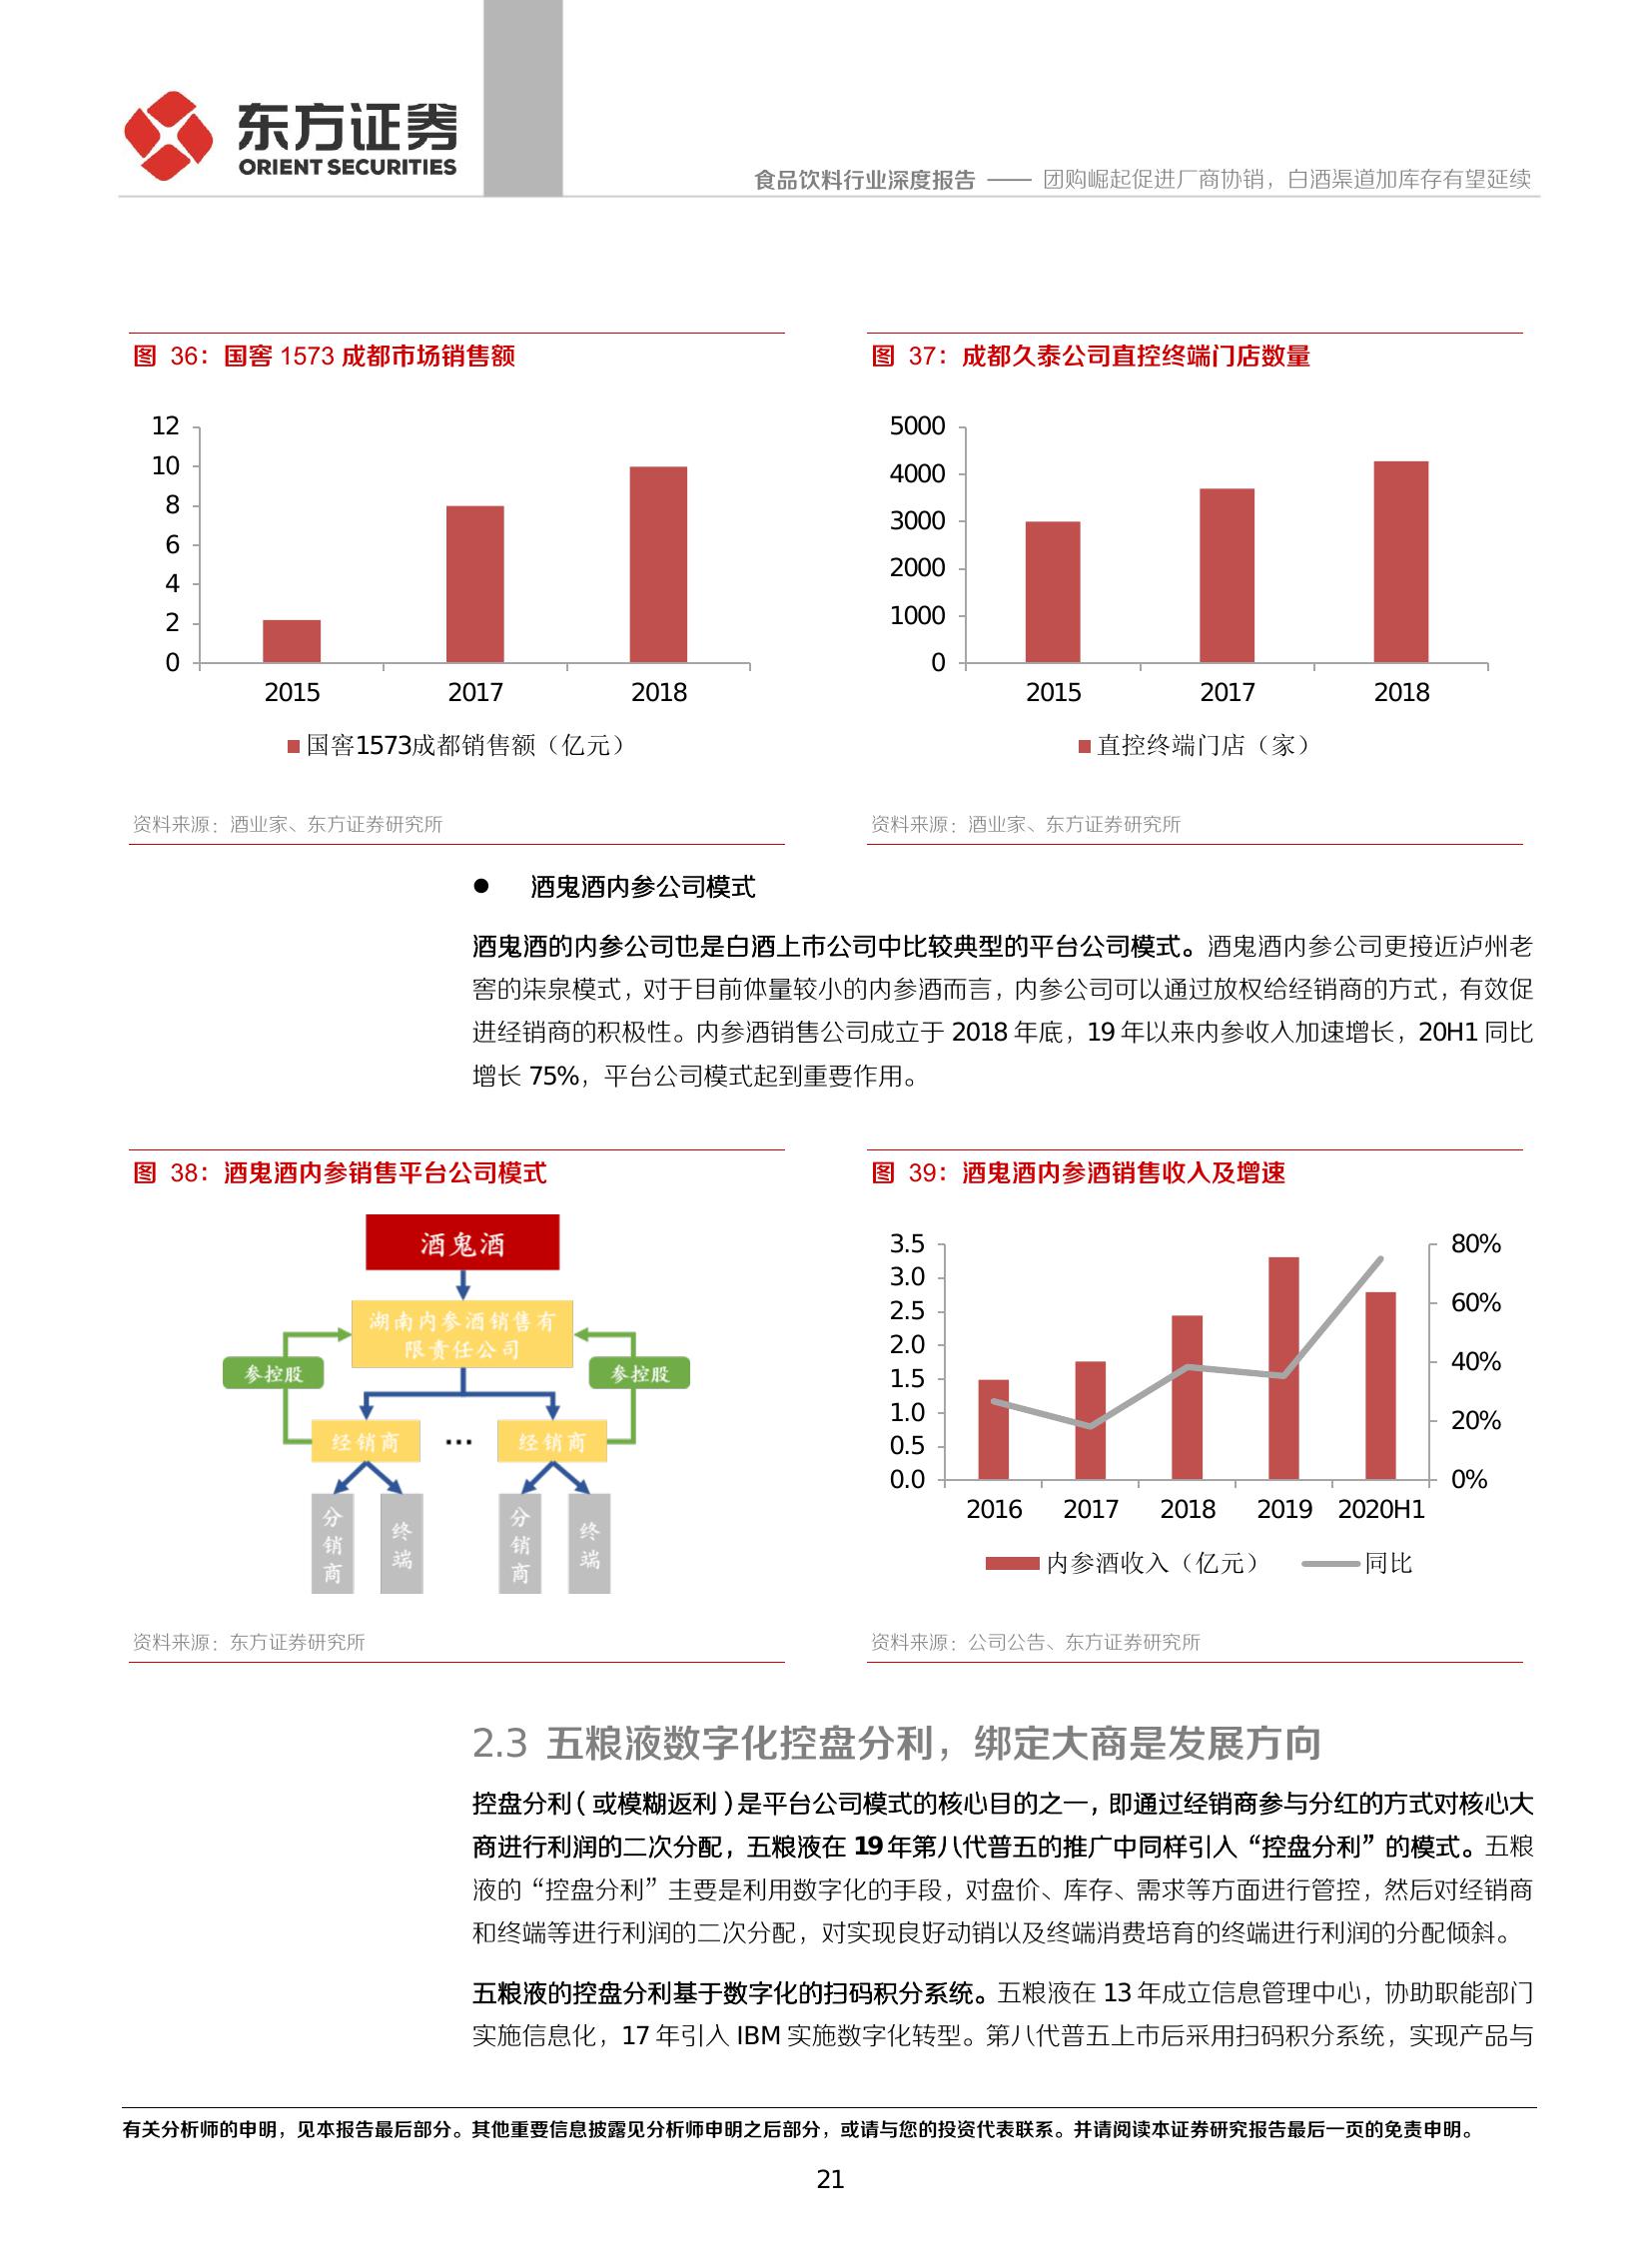 东方证券
ORIENT SECURITIES
食品饮料行业深度报告 —— 团购崛起促进厂商协销，白酒渠道加库存有望延续
图 36：国窖 1573 成都市场销售额
12
10
8
6
4
2
0
2015 2017 2018
国窖1573成都销售额（亿元）
资料来源：酒业家、东方证券研究所
图 37：成都久泰公司直控终端门店数量
5000
4000
3000
2000
1000
0
2015 2017 2018
直控终端门店（家）
资料来源：酒业家、东方证券研究所
● 酒鬼酒内参公司模式
酒鬼酒的内参公司也是白酒上市公司中比较典型的平台公司模式。酒鬼酒内参公司更接近泸州老
窖的柒泉模式，对于目前体量较小的内参酒而言，内参公司可以通过放权给经销商的方式，有效促
进经销商的积极性。内参酒销售公司成立于 2018 年底，19 年以来内参收入加速增长，20H1 同比
增长 75%，平台公司模式起到重要作用。
图 38：酒鬼酒内参销售平台公司模式
酒鬼酒
湖南内参酒销售有
限责任公司
参控股 参控股
经销商 … 经销商
分销商 终端 分销商 终端
资料来源：东方证券研究所
图 39：酒鬼酒内参酒销售收入及增速
3.5
3.0
2.5
2.0
1.5
1.0
0.5
0.0
80%
60%
40%
20%
0%
2016 2017 2018 2019 2020H1
内参酒收入（亿元） 同比
资料来源：公司公告、东方证券研究所
2.3 五粮液数字化控盘分利，绑定大商是发展方向
控盘分利（或模糊返利）是平台公司模式的核心目的之一，即通过经销商参与分红的方式对核心大
商进行利润的二次分配，五粮液在 19 年第八代普五的推广中同样引入“控盘分利”的模式。五粮
液的“控盘分利”主要是利用数字化的手段，对盘价、库存、需求等方面进行管控，然后对经销商
和终端等进行利润的二次分配，对实现良好动销以及终端消费培育的终端进行利润的分配倾斜。
五粮液的控盘分利基于数字化的扫码积分系统。五粮液在 13 年成立信息管理中心，协助职能部门
实施信息化，17 年引入 IBM 实施数字化转型。第八代普五上市后采用扫码积分系统，实现产品与
有关分析师的申明，见本报告最后部分。其他重要信息披露见分析师申明之后部分，或请与您的投资代表联系。并请阅读本证券研究报告最后一页的免责申明。
21